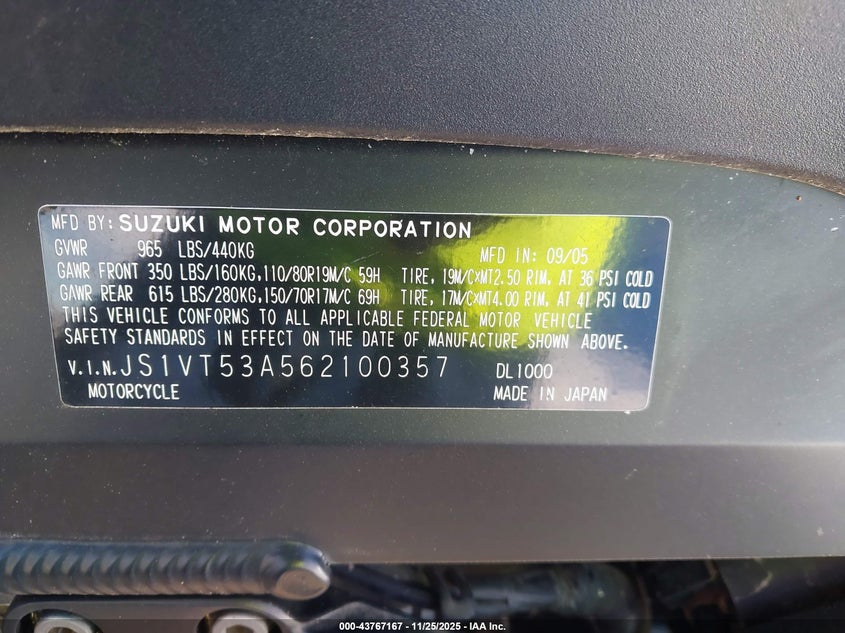 MFD BY: SUZUKI MOTOR CORPORATION
GVWR 965 LBS/440KG MFD IN: 09/05
GAWR FRONT 350 LBS/160KG,110/80R19M/C 59H TIRE, 19M/C×MT2.50 RIM, AT 36 PSI COLD
GAWR REAR 615 LBS/280KG,150/70R17M/C 69H TIRE, 17M/C×MT4.00 RIM, AT 41 PSI COLD
THIS VEHICLE CONFORMS TO ALL APPLICABLE FEDERAL MOTOR VEHICLE
SAFETY STANDARDS IN EFFECT ON THE DATE OF MANUFACTURE SHOWN ABOVE.
V.I.N. JS1VT53A562100357 DL1000
MOTORCYCLE MADE IN JAPAN
000-43767167 - 11/25/2025 - IAA Inc.